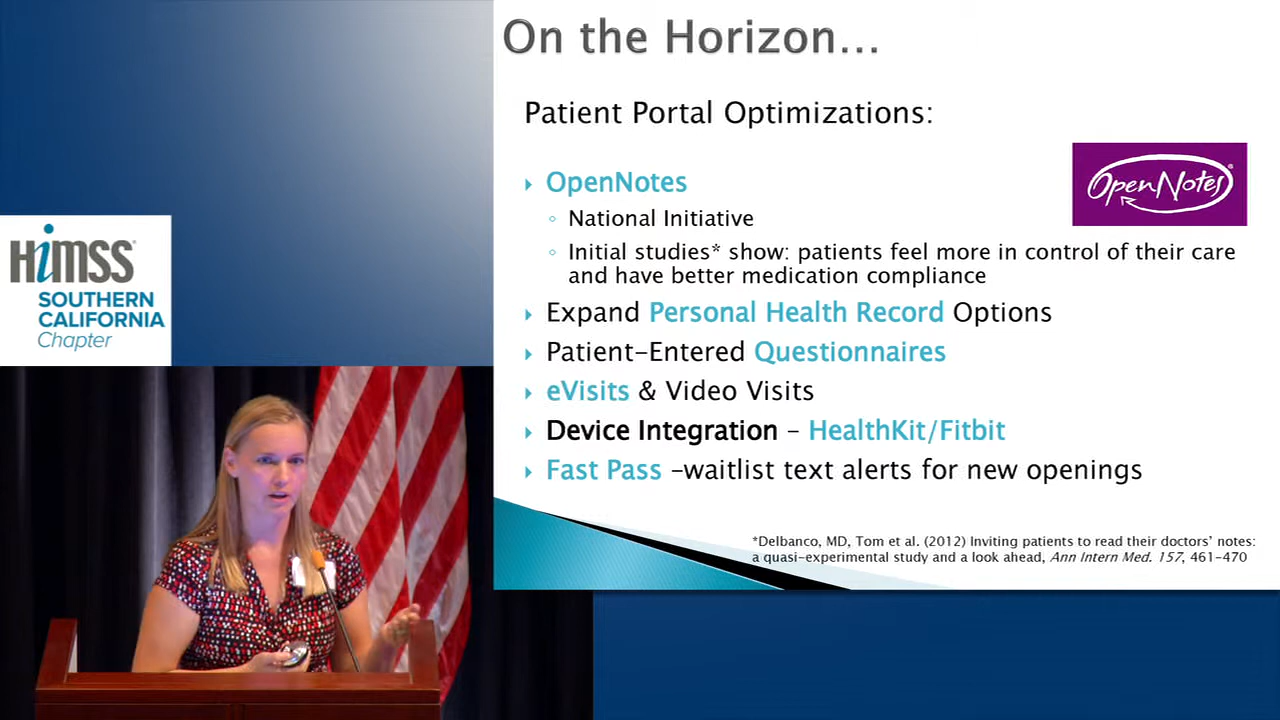 On the Horizon...
Patient Portal Optimizations:
OpenNotes
OpenNotes®
National Initiative
Initial studies* show: patients feel more in control of their care
and have better medication compliance
HiMSS®
SOUTHERN
CALIFORNIA
Chapter
Expand Personal Health Record Options
Patient-Entered Questionnaires
eVisits & Video Visits
Device Integration - HealthKit/Fitbit
Fast Pass -waitlist text alerts for new openings
*Delbanco, MD, Tom et al. (2012) Inviting patients to read their doctors' notes:
a quasi-experimental study and a look ahead, Ann Intern Med. 157, 461-470